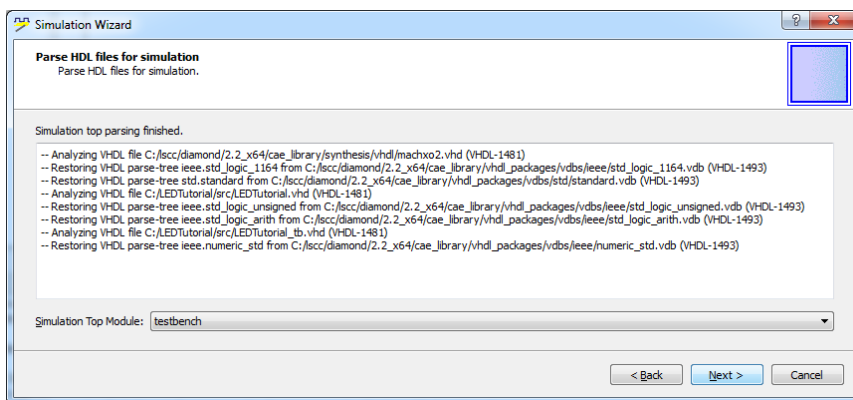 Simulation Wizard
Parse HDL files for simulation
Parse HDL files for simulation.
Simulation top parsing finished.
-- Analyzing VHDL file C:/lscc/diamond/2.2_x64/cae_library/synthesis/vhdl/machxo2.vhd (VHDL-1481)
-- Restoring VHDL parse-tree ieee.std_logic_1164 from C:/lscc/diamond/2.2_x64/cae_library/vhdl_packages/vdbs/ieee/std_logic_1164.vdb (VHDL-1493)
-- Restoring VHDL parse-tree std.standard from C:/lscc/diamond/2.2_x64/cae_library/vhdl_packages/vdbs/std/standard.vdb (VHDL-1493)
-- Analyzing VHDL file C:/LEDTutorial/src/LEDTutorial.vhd (VHDL-1481)
-- Restoring VHDL parse-tree ieee.std_logic_unsigned from C:/lscc/diamond/2.2_x64/cae_library/vhdl_packages/vdbs/ieee/std_logic_unsigned.vdb (VHDL-1493)
-- Restoring VHDL parse-tree ieee.std_logic_arith from C:/lscc/diamond/2.2_x64/cae_library/vhdl_packages/vdbs/ieee/std_logic_arith.vdb (VHDL-1493)
-- Analyzing VHDL file C:/LEDTutorial/src/LEDTutorial_tb.vhd (VHDL-1481)
-- Restoring VHDL parse-tree ieee.numeric_std from C:/lscc/diamond/2.2_x64/cae_library/vhdl_packages/vdbs/ieee/numeric_std.vdb (VHDL-1493)
Simulation Top Module: testbench
< Back Next > Cancel